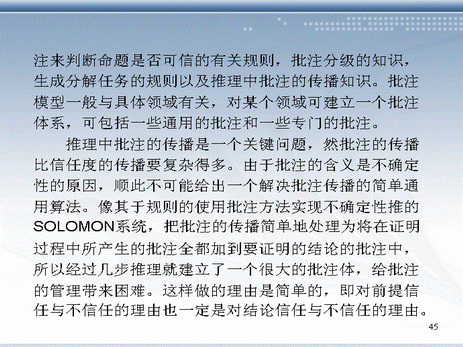 注来判断命题是否可信的有关规则，批注分级的知识，
生成分解任务的规则以及推理中批注的传播知识。批注
模型一般与具体领域有关，对某个领域可建立一个批注
体系，可包括一些通用的批注和一些专门的批注。
推理中批注的传播是一个关键问题，然批注的传播
比信任度的传播要复杂得多。由于批注的含义是不确定
性的原因，顺此不可能给出一个解决批注传播的简单通
用算法。像其于规则的使用批注方法实现不确定性推的
SOLOMON系统，把批注的传播简单地处理为将在证明
过程中所产生的批注全都加到要证明的结论的批注中，
所以经过几步推理就建立了一个很大的批注体，给批注
的管理带来困难。这样做的理由是简单的，即对前提信
任与不信任的理由也一定是对结论信任与不信任的理由。
45